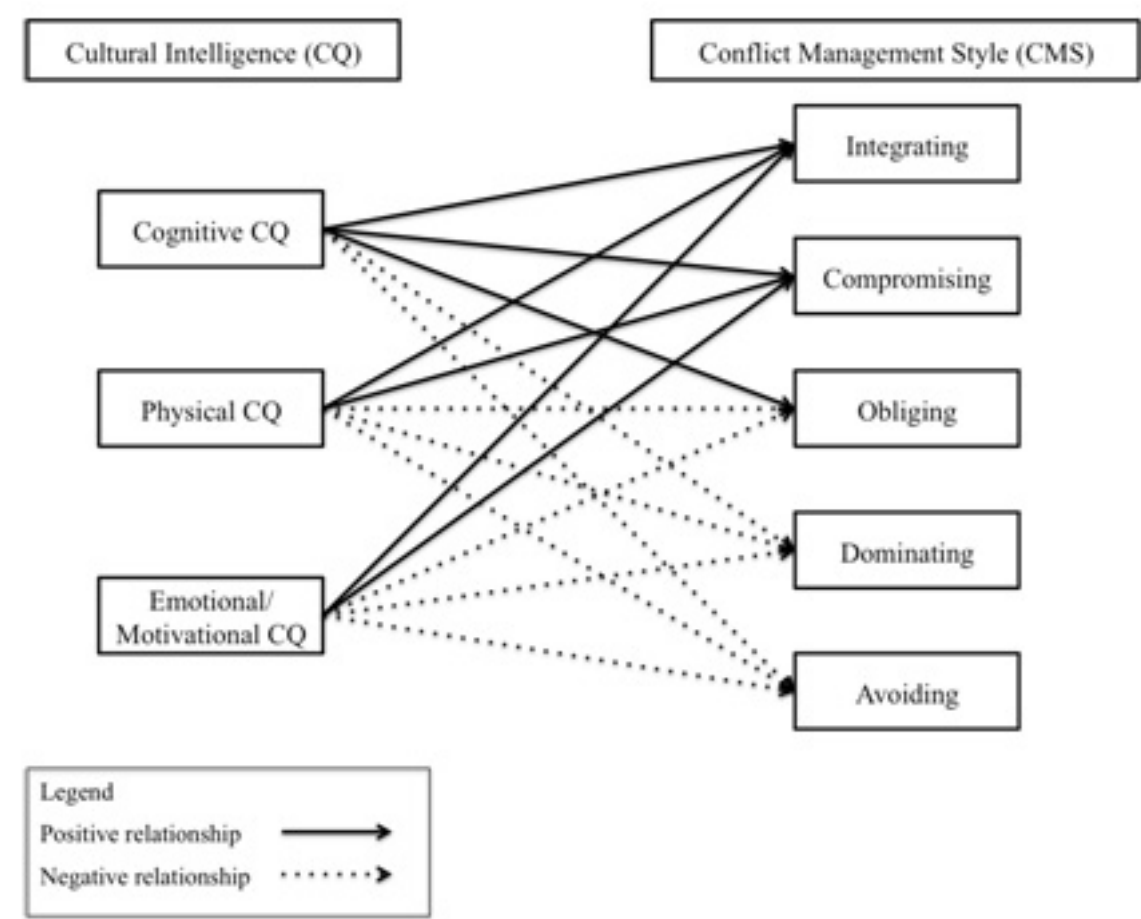 Cultural Intelligence (CQ)
Conflict Management Style (CMS)
Integrating
Cognitive CQ
Compromising
Physical CQ
Obliging
Dominating
Emotional/
Motivational CQ
Avoiding
Legend
Positive relationship
Negative relationship